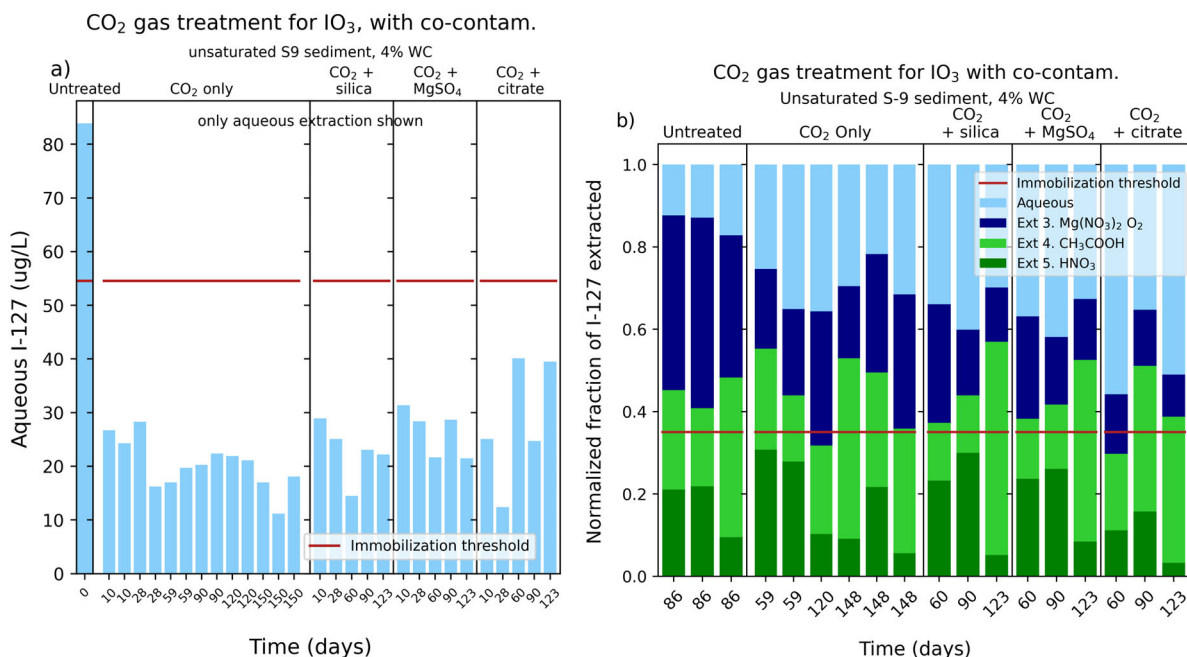 CO2 gas treatment for IO3, with co-contam.
unsaturated S9 sediment, 4% WC
a)
Untreated
CO2 only
CO2 +
silica
CO2 +
MgSO4
CO2 +
citrate
only aqueous extraction shown
Aqueous I-127 (ug/L)
80
70
60
50
40
30
20
10
0
Immobilization threshold
0 10 10 28 28 59 59 90 90 120 120 150 150 150 10 28 60 90 123 10 28 60 90 123 10 28 60 90 123
Time (days)
CO2 gas treatment for IO3 with co-contam.
Unsaturated S-9 sediment, 4% WC
b)
Untreated
CO2 Only
CO2
+ silica
CO2
+ MgSO4
CO2
+ citrate
Normalized fraction of I-127 extracted
1.0
0.8
0.6
0.4
0.2
0.0
Immobilization threshold
Aqueous
Ext 3. Mg(NO3)2 O2
Ext 4. CH3COOH
Ext 5. HNO3
86 86 86 59 59 120 148 148 148 60 90 123 60 90 123 60 90 123
Time (days)